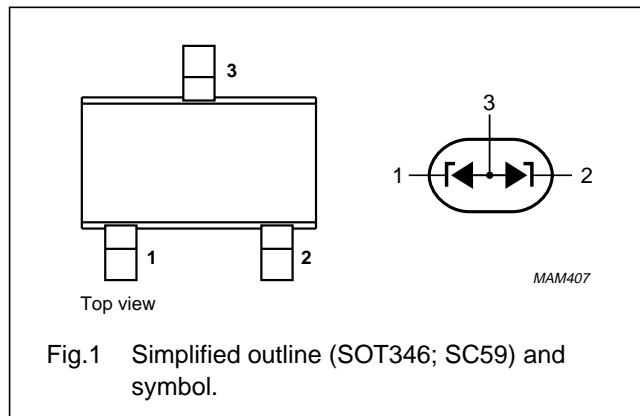 3
1
2
Top view
3
1
2
MAM407
Fig.1 Simplified outline (SOT346; SC59) and
symbol.